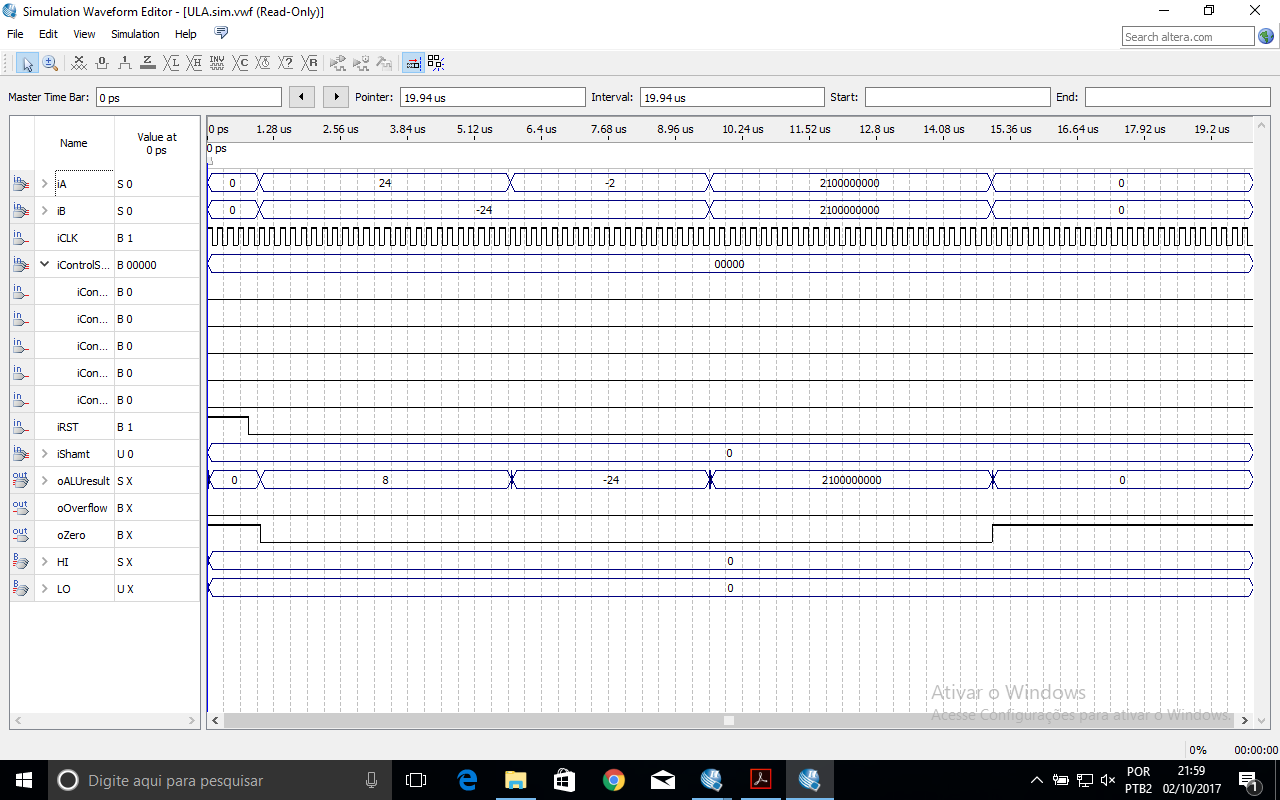 Simulation Waveform Editor - [ULA.sim.vwf (Read-Only)]
File Edit View Simulation Help
Search altera.com
Master Time Bar: 0 ps Pointer: 19.94 us Interval: 19.94 us Start: End:
Name Value at 0 ps
0 ps 1.28 us 2.56 us 3.84 us 5.12 us 6.4 us 7.68 us 8.96 us 10.24 us 11.52 us 12.8 us 14.08 us 15.36 us 16.64 us 17.92 us 19.2 us
0 ps
iA S 0 0 24 -2 2100000000 0
iB S 0 0 -24 2100000000 0
iCLK B 1
iControlS... B 00000 00000
iCon... B 0
iCon... B 0
iCon... B 0
iCon... B 0
iCon... B 0
iRST B 1
iShamt U 0 0
oALUresult S X 0 8 -24 2100000000 0
oOverflow B X
oZero B X
HI S X 0
LO U X 0
Ativar o Windows
Acesse Configurações para ativar o Windows.
0% 00:00:00
Digite aqui para pesquisar
POR 21:59
PTB2 02/10/2017
1